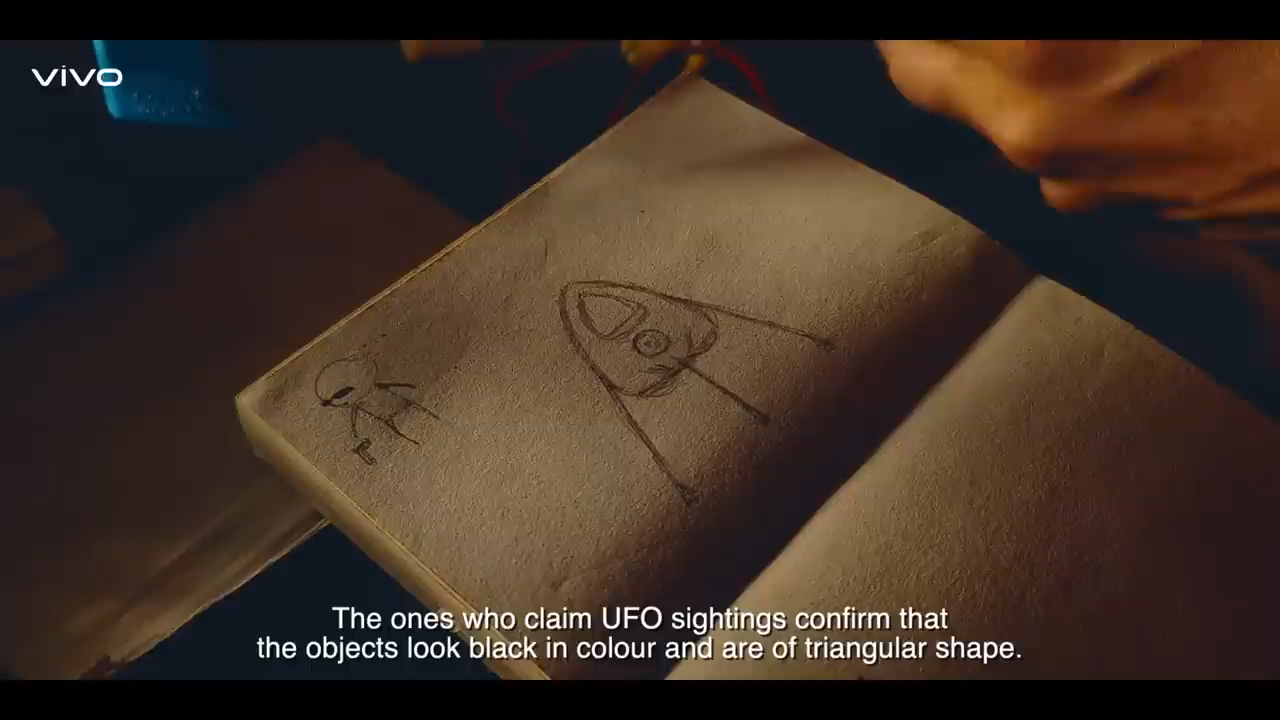 vivo
The ones who claim UFO sightings confirm that
the objects look black in colour and are of triangular shape.